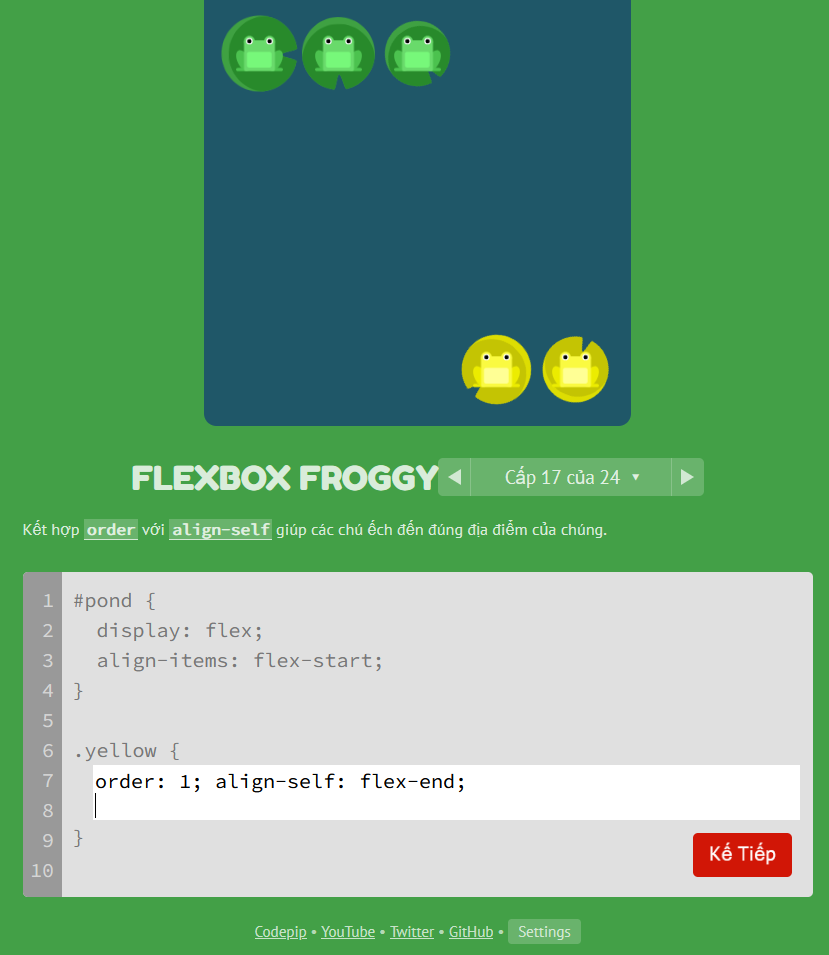 FLEXBOX FROGGY ◀ Cấp 17 của 24 ▼ ▶
Kết hợp order với align-self giúp các chú ếch đến đúng địa điểm của chúng.
1 #pond {
2   display: flex;
3   align-items: flex-start;
4 }
5
6 .yellow {
7   order: 1; align-self: flex-end;
8
9 }
10
Kế Tiếp
Codepip • YouTube • Twitter • GitHub • Settings